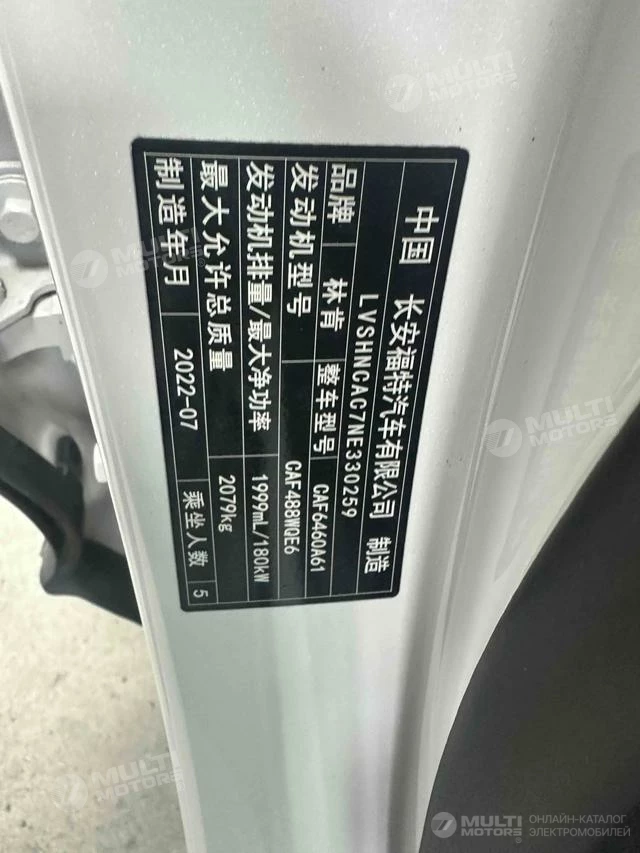 中国 长安福特汽车有限公司 制造
LVSHNCAC7NE330259
品牌 林肯 整车型号 CAF6460A61
发动机型号 CAF488WQE6
发动机排量/最大净功率 1999mL/180kW
最大允许总质量 2079kg
制造年月 2022-07 乘坐人数 5
MULTI MOTORS
MULTI MOTORS
MULTI MOTORS
MULTI MOTORS
MULTI MOTORS
ОНЛАЙН-КАТАЛОГ
ЭЛЕКТРОМОБИЛЕЙ